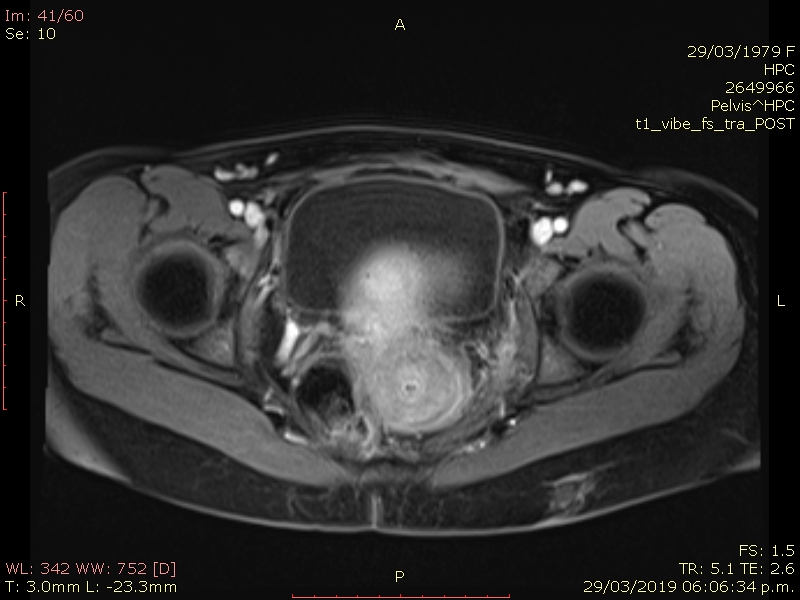 Im: 41/60
Se: 10
A
29/03/1979 F
HPC
2649966
Pelvis^HPC
t1_vibe_fs_tra_POST
R
L
WL: 342 WW: 752 [D]
T: 3.0mm L: -23.3mm
P
FS: 1.5
TR: 5.1 TE: 2.6
29/03/2019 06:06:34 p.m.